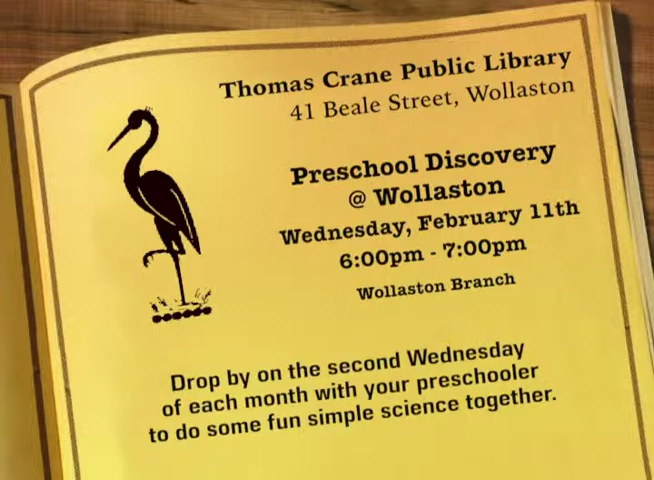 Thomas Crane Public Library
41 Beale Street, Wollaston
Preschool Discovery
@ Wollaston
Wednesday, February 11th
6:00pm - 7:00pm
Wollaston Branch
Drop by on the second Wednesday
of each month with your preschooler
to do some fun simple science together.